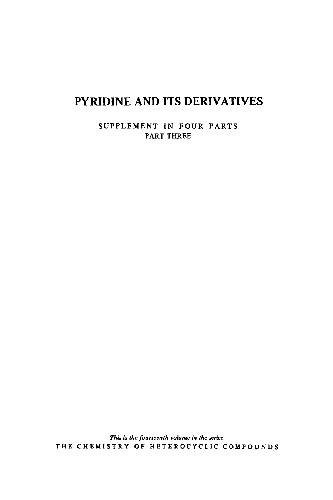 PYRIDINE AND ITS DERIVATIVES
SUPPLEMENT IN FOUR PARTS
PART THREE
This is the fourteenth volume in the series
THE CHEMISTRY OF HETEROCYCLIC COMPOUNDS